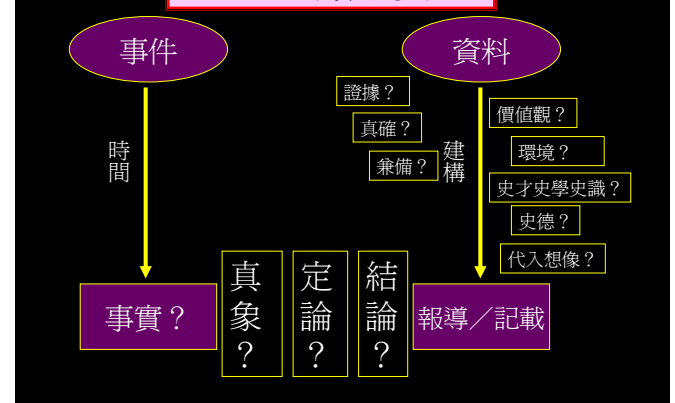 事件
資料
證據？
價值觀？
真確？
時間
建構
環境？
兼備？
史才史學史識？
史德？
代入想像？
真象？
定論？
結論？
事實？
報導／記載